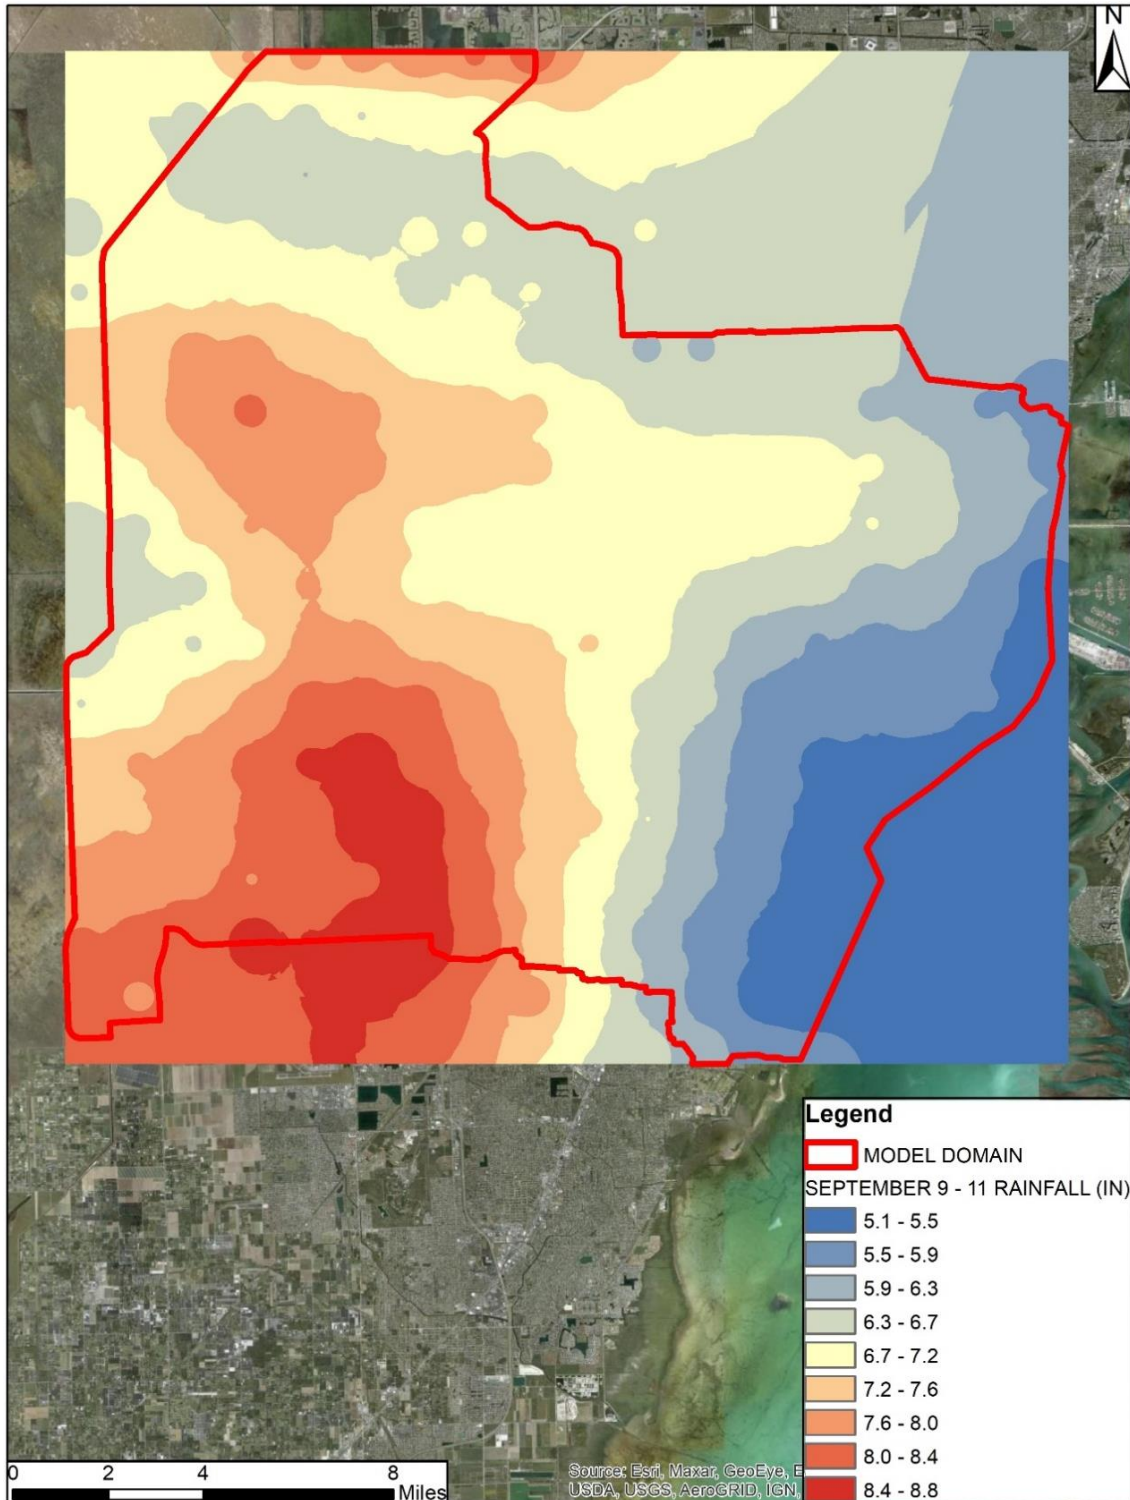 N
Legend
MODEL DOMAIN
SEPTEMBER 9 - 11 RAINFALL (IN)
5.1 - 5.5
5.5 - 5.9
5.9 - 6.3
6.3 - 6.7
6.7 - 7.2
7.2 - 7.6
7.6 - 8.0
8.0 - 8.4
8.4 - 8.8
0 2 4 8
Miles
Source: Esri, Maxar, GeoEye, E
USDA, USGS, AeroGRID, IGN,